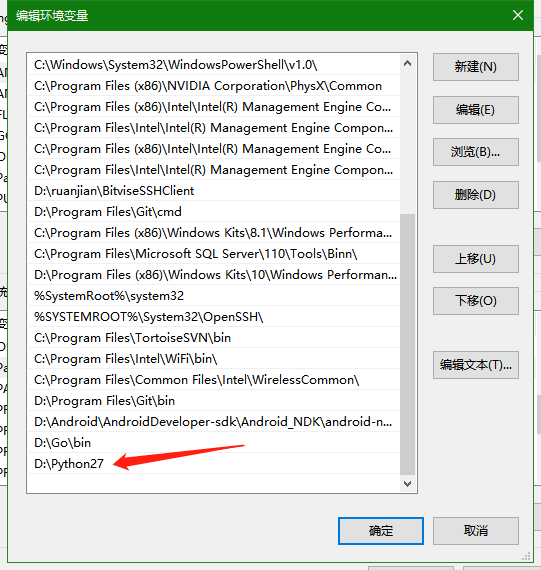 编辑环境变量
C:\Windows\System32\WindowsPowerShell\v1.0\
C:\Program Files (x86)\NVIDIA Corporation\PhysX\Common
C:\Program Files (x86)\Intel\Intel(R) Management Engine Co...
C:\Program Files\Intel\Intel(R) Management Engine Compon...
C:\Program Files (x86)\Intel\Intel(R) Management Engine Co...
C:\Program Files\Intel\Intel(R) Management Engine Compon...
D:\ruanjian\BitviseSSHClient
D:\Program Files\Git\cmd
C:\Program Files (x86)\Windows Kits\8.1\Windows Performa...
C:\Program Files\Microsoft SQL Server\110\Tools\Binn\
D:\Program Files (x86)\Windows Kits\10\Windows Performan...
%SystemRoot%\system32
%SYSTEMROOT%\System32\OpenSSH\
C:\Program Files\TortoiseSVN\bin
C:\Program Files\Intel\WiFi\bin\
C:\Program Files\Common Files\Intel\WirelessCommon\
D:\Program Files\Git\bin
D:\Android\AndroidDeveloper-sdk\Android_NDK\android-n...
D:\Go\bin
D:\Python27
新建(N)
编辑(E)
浏览(B)...
删除(D)
上移(U)
下移(O)
编辑文本(T)...
确定
取消